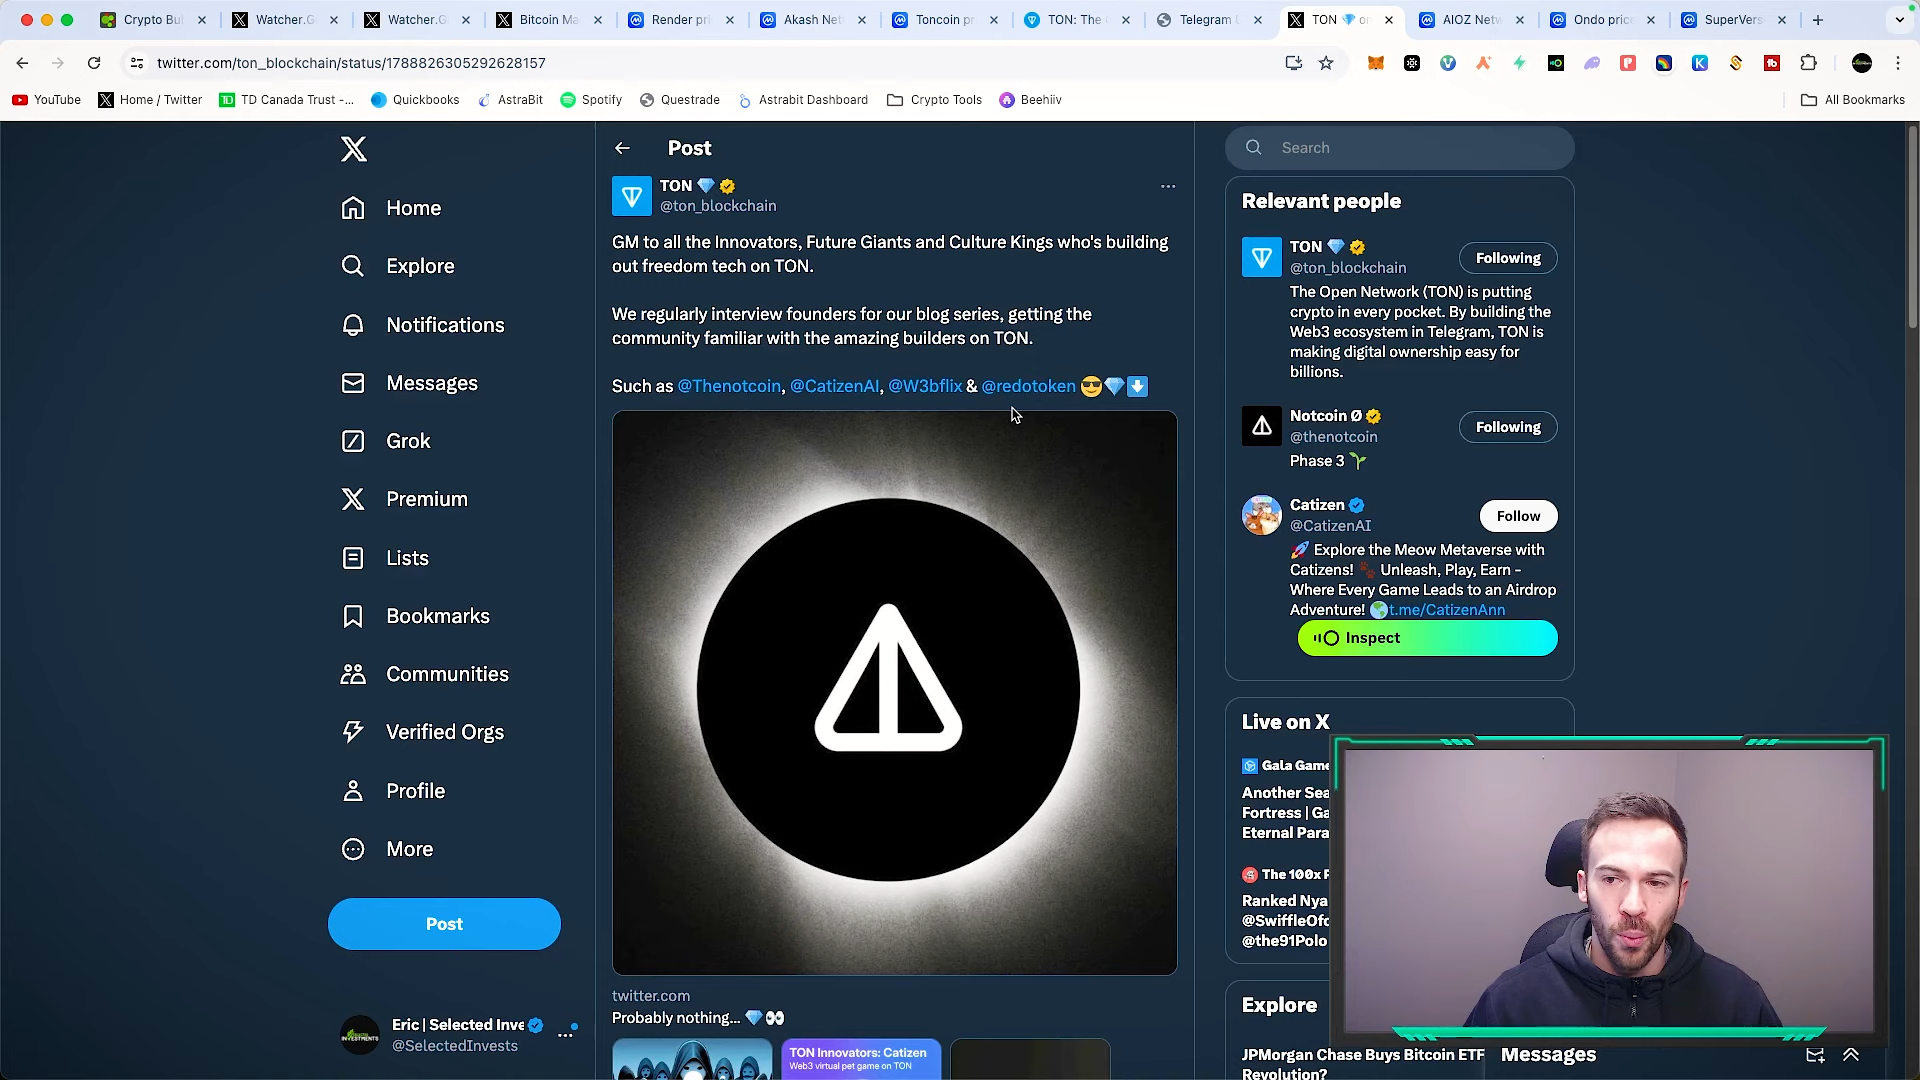 Crypto Bul
Watcher.G
Watcher.G
Bitcoin Ma
Render pri
Akash Net
Toncoin pr
TON: The
Telegram
TON 💎 on
AIOZ Netw
Ondo price
SuperVers
twitter.com/ton_blockchain/status/1788826305292628157
YouTube
Home / Twitter
TD Canada Trust -...
Quickbooks
AstraBit
Spotify
Questrade
Astrabit Dashboard
Crypto Tools
Beehiiv
All Bookmarks
Home
Explore
Notifications
Messages
Grok
Premium
Lists
Bookmarks
Communities
Verified Orgs
Profile
More
Post
Eric | Selected Inve
@SelectedInvests
Post
TON 💎
@ton_blockchain
GM to all the Innovators, Future Giants and Culture Kings who's building
out freedom tech on TON.
We regularly interview founders for our blog series, getting the
community familiar with the amazing builders on TON.
Such as @Thenotcoin, @CatizenAI, @W3bflix & @redotoken 😎💎⬇️
twitter.com
Probably nothing... 💎👀
TON Innovators: Catizen
Web3 virtual pet game on TON
Search
Relevant people
TON 💎
@ton_blockchain
Following
The Open Network (TON) is putting
crypto in every pocket. By building the
Web3 ecosystem in Telegram, TON is
making digital ownership easy for
billions.
Notcoin Ø
@thenotcoin
Following
Phase 3 🌱
Catizen
@CatizenAI
Follow
🚀 Explore the Meow Metaverse with
Catizens! 🐾 Unleash, Play, Earn -
Where Every Game Leads to an Airdrop
Adventure! 🌎t.me/CatizenAnn
Inspect
Live on X
Gala Game
Another Sea
Fortress | Ga
Eternal Para
The 100x P
Ranked Nya
@SwiffleOfc
@the91Polo
Explore
JPMorgan Chase Buys Bitcoin ETF
Revolution?
Messages